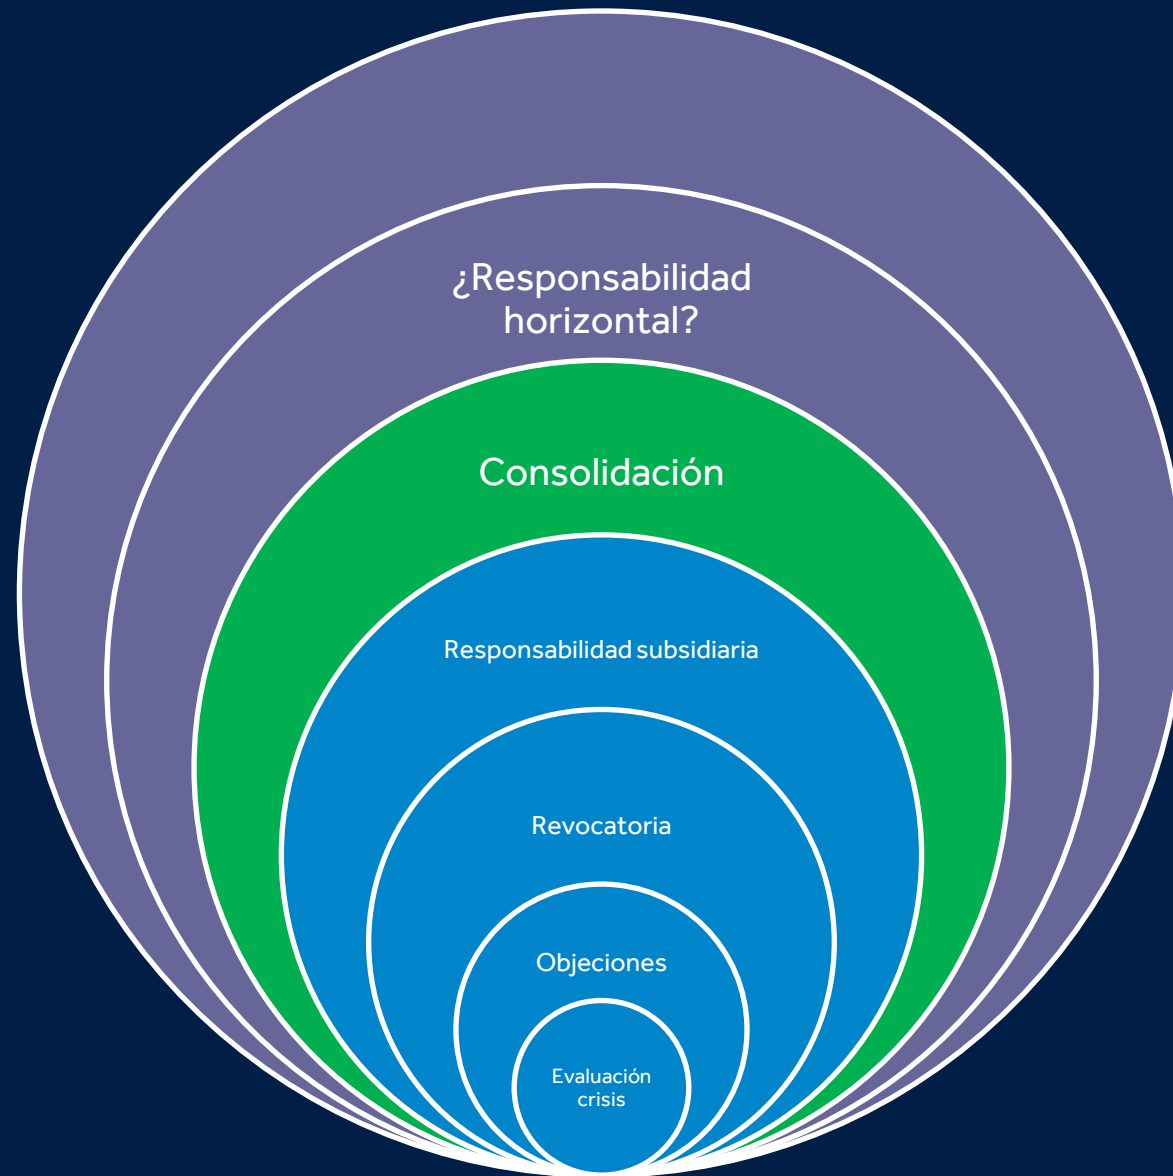 ¿Responsabilidad
horizontal?
Consolidación
Responsabilidad subsidiaria
Revocatoria
Objeciones
Evaluación
crisis